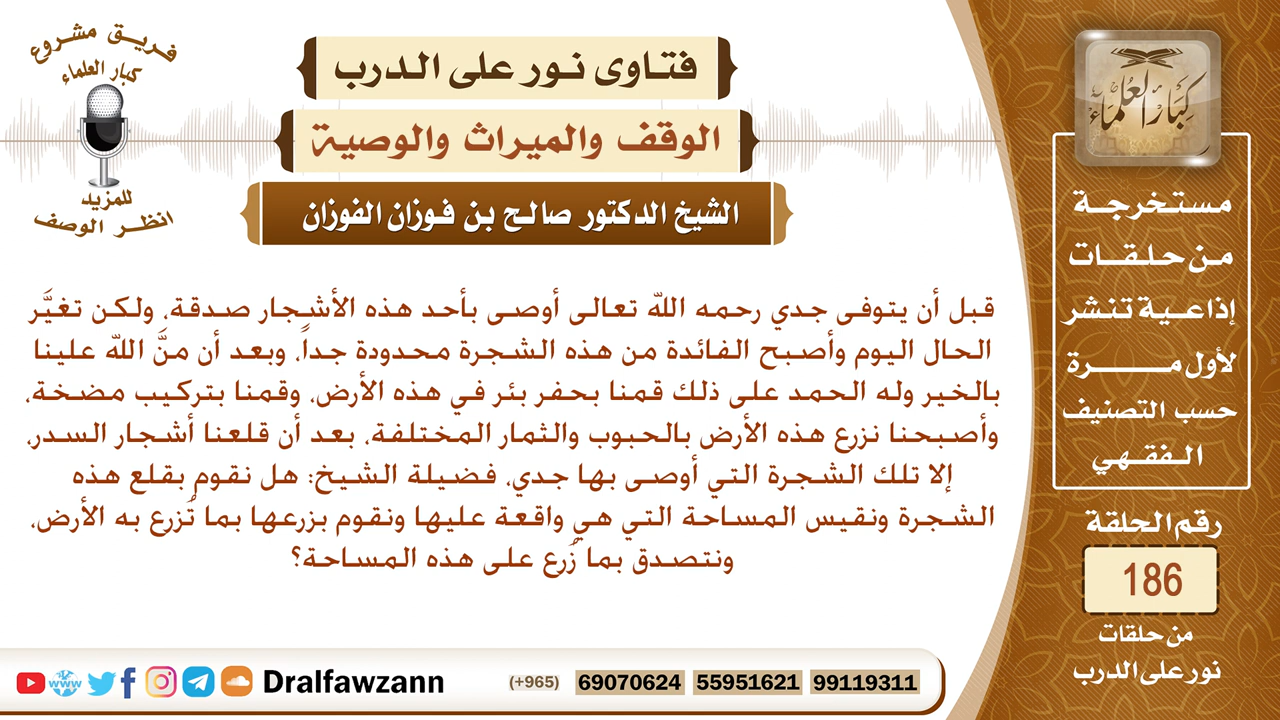 فريق مشروع
كبار العلماء
للمزيد
انظر الوصف
فتاوى نور على الدرب
الوقف والميراث والوصية
الشيخ الدكتور صالح بن فوزان الفوزان
قبل أن يتوفى جدي رحمه الله تعالى أوصى بأحد هذه الأشجار صدقة، ولكن تغيَّر
الحال اليوم وأصبح الفائدة من هذه الشجرة محدودة جداً، وبعد أن منَّ الله علينا
بالخير وله الحمد على ذلك قمنا بحفر بئر في هذه الأرض، وقمنا بتركيب مضخة،
وأصبحنا نزرع هذه الأرض بالحبوب والثمار المختلفة، بعد أن قلعنا أشجار السدر،
إلا تلك الشجرة التي أوصى بها جدي، فضيلة الشيخ: هل نقوم بقلع هذه
الشجرة ونقيس المساحة التي هي واقعة عليها ونقوم بزرعها بما تُزرع به الأرض،
ونتصدق بما زُرع على هذه المساحة؟
كبار العلماء
مستخرجة
من حلقات
إذاعية تنشر
لأول مرة
حسب التصنيف
الفقهي
رقم الحلقة
186
من حلقات
نور على الدرب
www
Dralfawzann
(+965) 69070624 55951621 99119311